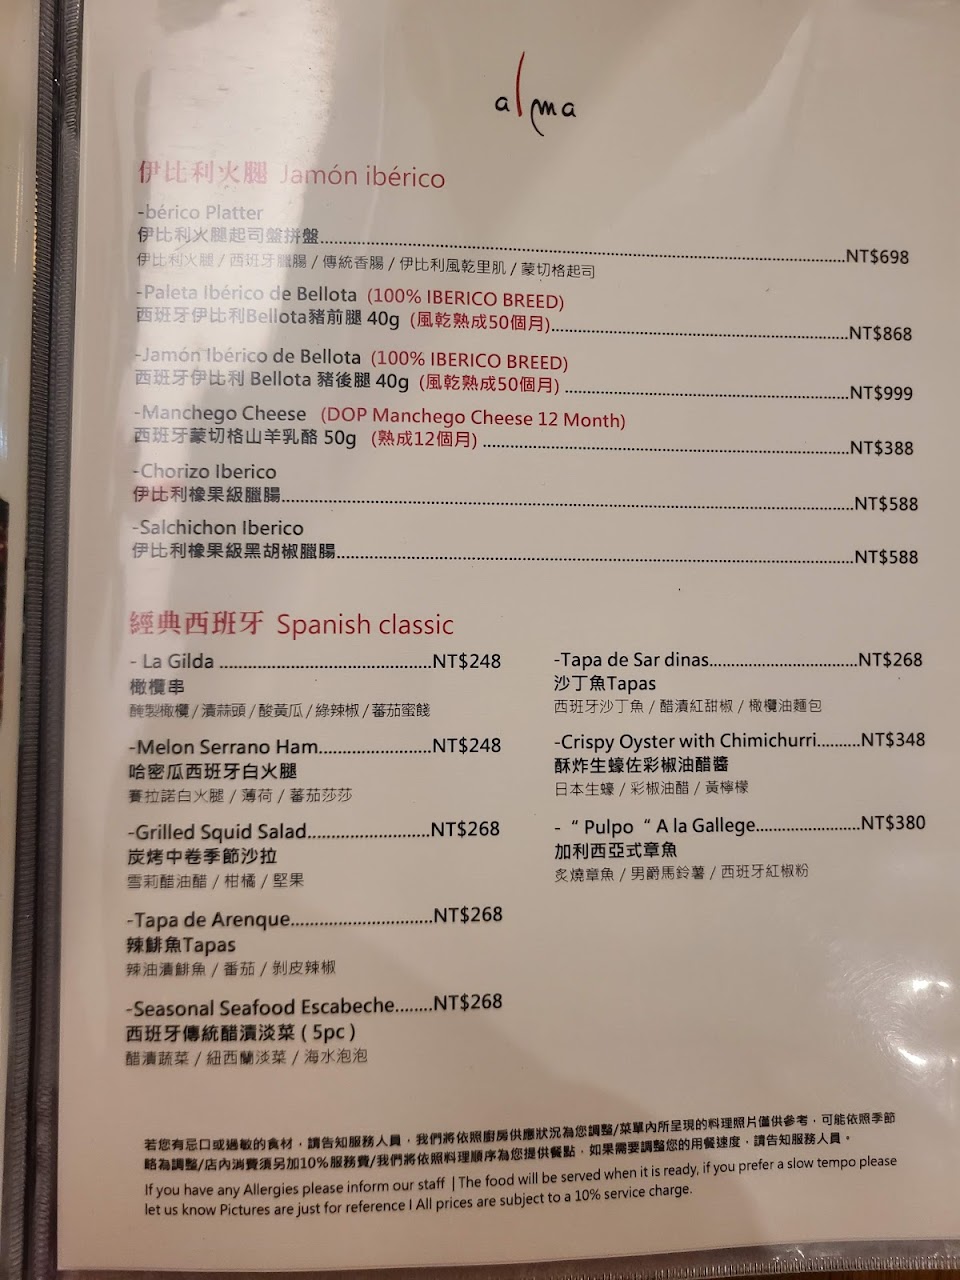 alma
伊比利火腿 Jamón ibérico
-bérico Platter
伊比利火腿起司盤拼盤..........NT$698
伊比利火腿 / 西班牙臘腸 / 傳統香腸 / 伊比利風乾里肌 / 蒙切格起司
-Paleta Ibérico de Bellota (100% IBERICO BREED)
西班牙伊比利Bellota豬前腿 40g (風乾熟成50個月)..........NT$868
-Jamón Ibérico de Bellota (100% IBERICO BREED)
西班牙伊比利 Bellota 豬後腿 40g (風乾熟成50個月) ..........NT$999
-Manchego Cheese (DOP Manchego Cheese 12 Month)
西班牙蒙切格山羊乳酪 50g (熟成12個月) ..........NT$388
-Chorizo Iberico
伊比利橡果級臘腸..........NT$588
-Salchichon Iberico
伊比利橡果級黑胡椒臘腸..........NT$588
經典西班牙 Spanish classic
- La Gilda ..........NT$248
橄欖串
醃製橄欖 / 漬蒜頭 / 酸黃瓜 / 綠辣椒 / 蕃茄蜜餞
-Melon Serrano Ham..........NT$248
哈密瓜西班牙白火腿
賽拉諾白火腿 / 薄荷 / 蕃茄莎莎
-Grilled Squid Salad..........NT$268
炭烤中卷季節沙拉
雪莉醋油醋 / 柑橘 / 堅果
-Tapa de Arenque..........NT$268
辣鯡魚Tapas
辣油漬鯡魚 / 番茄 / 剝皮辣椒
-Seasonal Seafood Escabeche........NT$268
西班牙傳統醋漬淡菜 ( 5pc )
醋漬蔬菜 / 紐西蘭淡菜 / 海水泡泡
-Tapa de Sar dinas..........NT$268
沙丁魚Tapas
西班牙沙丁魚 / 醋漬紅甜椒 / 橄欖油麵包
-Crispy Oyster with Chimichurri..........NT$348
酥炸生蠔佐彩椒油醋醬
日本生蠔 / 彩椒油醋 / 黃檸檬
- “ Pulpo “ A la Gallege..........NT$380
加利西亞式章魚
炙燒章魚 / 男爵馬鈴薯 / 西班牙紅椒粉
若您有忌口或過敏的食材，請告知服務人員，我們將依照廚房供應狀況為您調整/菜單內所呈現的料理照片僅供參考，可能依照季節
略為調整/店內消費須另加10%服務費/我們將依照料理順序為您提供餐點，如果需要調整您的用餐速度，請告知服務人員。
If you have any Allergies please inform our staff | The food will be served when it is ready, if you prefer a slow tempo please
let us know Pictures are just for reference l All prices are subject to a 10% service charge.